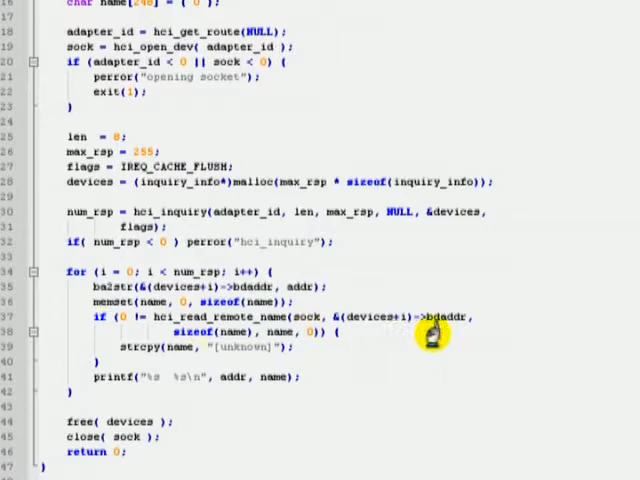 16 char name[248] = { 0 };
17
18 adapter_id = hci_get_route(NULL);
19 sock = hci_open_dev( adapter_id );
20 if (adapter_id < 0 || sock < 0) {
21 perror("opening socket");
22 exit(1);
23 }
24
25 len = 8;
26 max_rsp = 255;
27 flags = IREQ_CACHE_FLUSH;
28 devices = (inquiry_info*)malloc(max_rsp * sizeof(inquiry_info));
29
30 num_rsp = hci_inquiry(adapter_id, len, max_rsp, NULL, &devices,
31 flags);
32 if( num_rsp < 0 ) perror("hci_inquiry");
33
34 for (i = 0; i < num_rsp; i++) {
35 ba2str(&(devices+i)->bdaddr, addr);
36 memset(name, 0, sizeof(name));
37 if (0 != hci_read_remote_name(sock, &(devices+i)->bdaddr,
38 sizeof(name), name, 0)) {
39 strcpy(name, "[unknown]");
40 }
41 printf("%s %s\n", addr, name);
42 }
43
44 free( devices );
45 close( sock );
46 return 0;
47 }